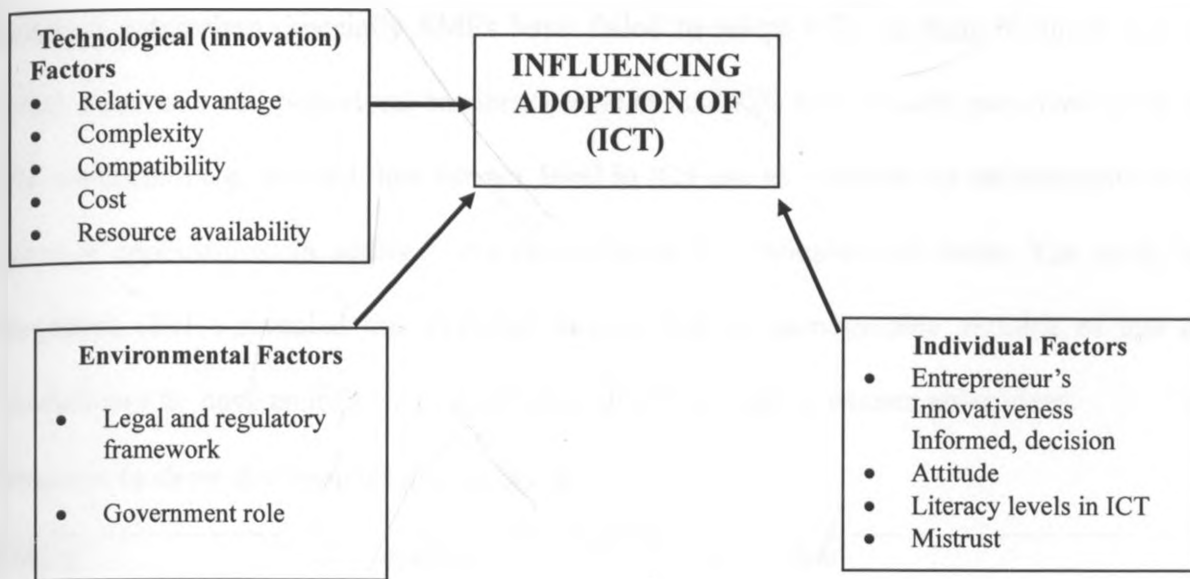 Technological (innovation)
Factors
• Relative advantage
• Complexity
• Compatibility
• Cost
• Resource availability
INFLUENCING
ADOPTION OF
(ICT)
Environmental Factors
• Legal and regulatory
framework
• Government role
Individual Factors
• Entrepreneur’s
Innovativeness
Informed, decision
• Attitude
• Literacy levels in ICT
• Mistrust